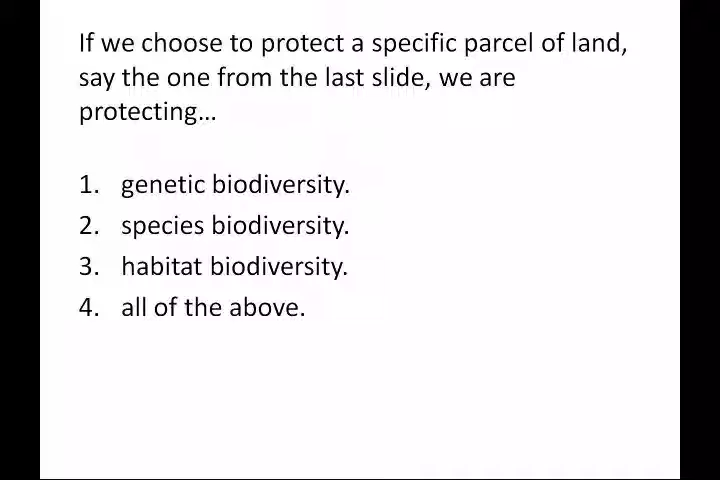 If we choose to protect a specific parcel of land,
say the one from the last slide, we are
protecting...
1. genetic biodiversity.
2. species biodiversity.
3. habitat biodiversity.
4. all of the above.